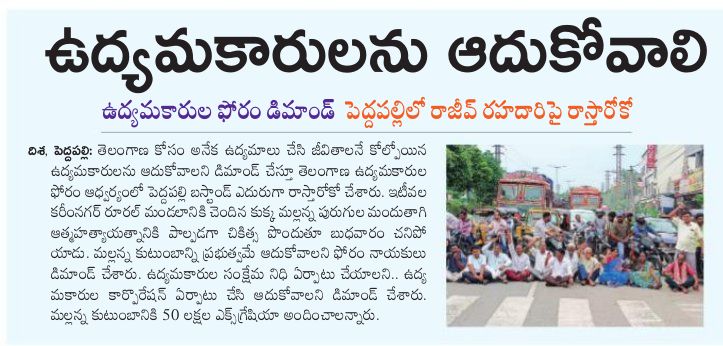 ఉద్యమకారులను ఆదుకోవాలి
ఉద్యమకారుల ఫోరం డిమాండ్ పెద్దపల్లిలో రాజీవ్ రహదారిపై రాస్తారోకో
దిశ, పెద్దపల్లి: తెలంగాణ కోసం అనేక ఉద్యమాలు చేసి జీవితాలనే కోల్పోయిన
ఉద్యమకారులను ఆదుకోవాలని డిమాండ్ చేస్తూ తెలంగాణ ఉద్యమకారుల
ఫోరం ఆధ్వర్యంలో పెద్దపల్లి బస్టాండ్ ఎదురుగా రాస్తారోకో చేశారు. ఇటీవల
కరీంనగర్ రూరల్ మండలానికి చెందిన కుక్క మల్లన్న పురుగుల మందుతాగి
ఆత్మహత్యాయత్నానికి పాల్పడగా చికిత్స పొందుతూ బుధవారం చనిపో
యాడు. మల్లన్న కుటుంబాన్ని ప్రభుత్వమే ఆదుకోవాలని ఫోరం నాయకులు
డిమాండ్ చేశారు. ఉద్యమకారుల సంక్షేమ నిధి ఏర్పాటు చేయాలని.. ఉద్య
మకారుల కార్పొరేషన్ ఏర్పాటు చేసి ఆదుకోవాలని డిమాండ్ చేశారు.
మల్లన్న కుటుంబానికి 50 లక్షల ఎక్స్‌గ్రేషియా అందించాలన్నారు.